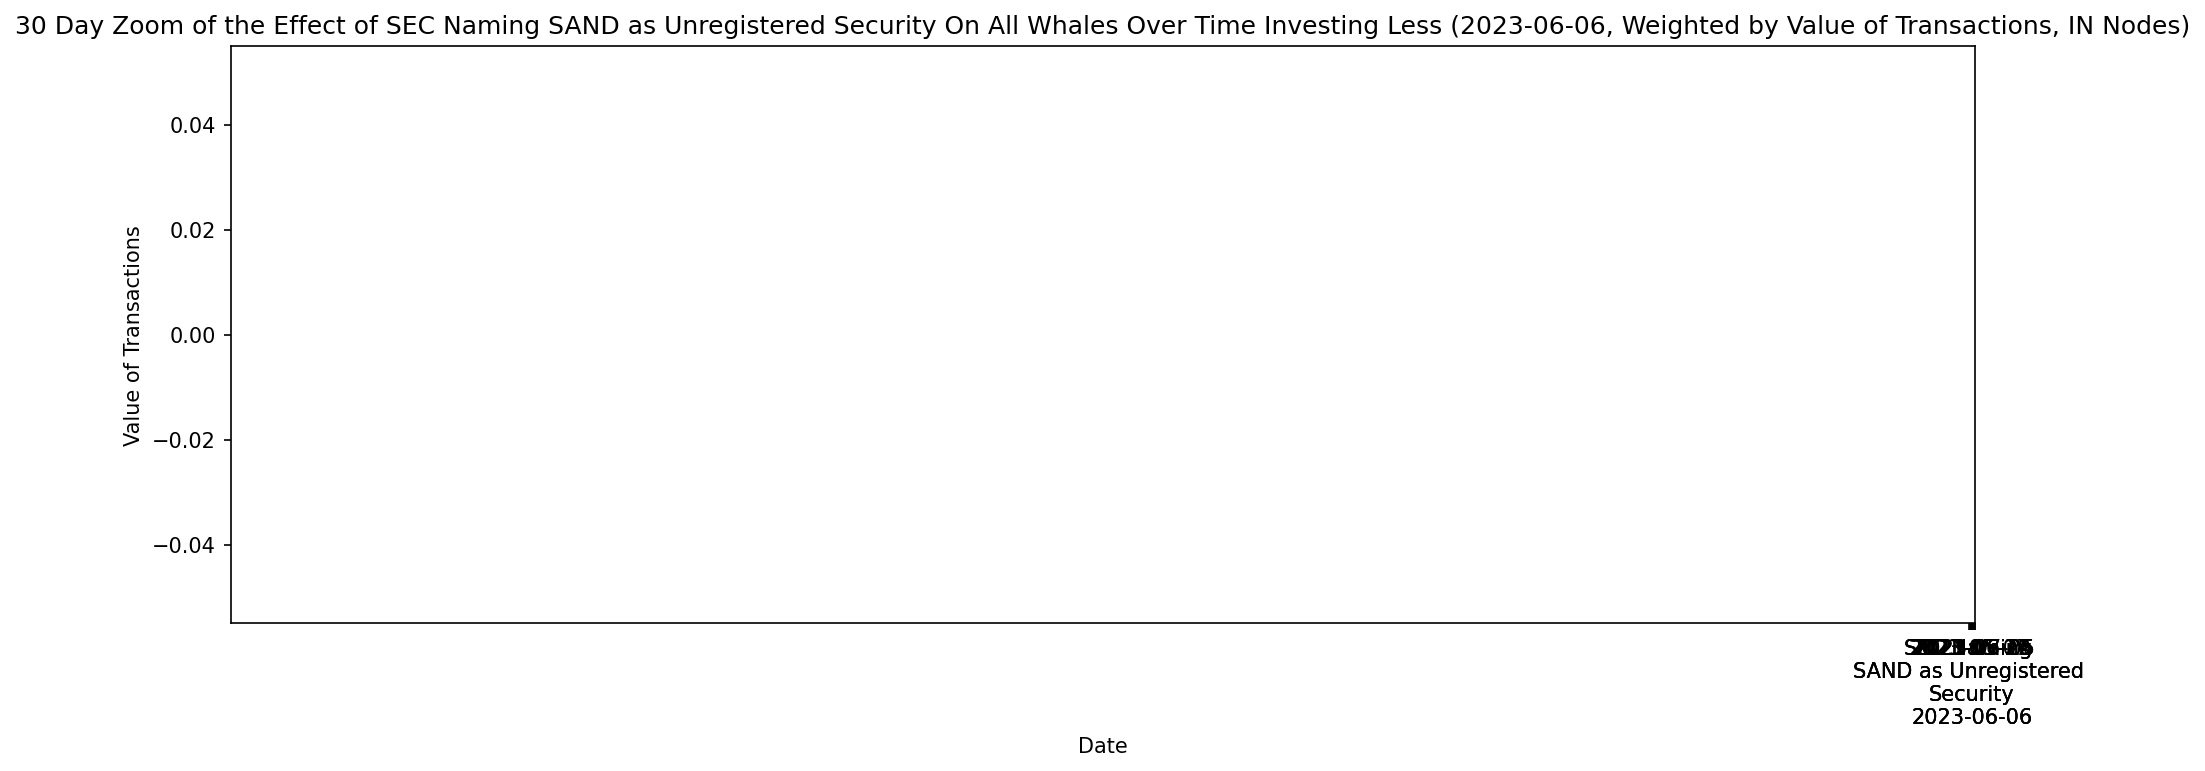 30 Day Zoom of the Effect of SEC Naming SAND as Unregistered Security On All Whales Over Time Investing Less (2023-06-06, Weighted by Value of Transactions, IN Nodes)
Value of Transactions
0.04
0.02
0.00
−0.02
−0.04
SAND as Unregistered
Security
2023-06-06
Date